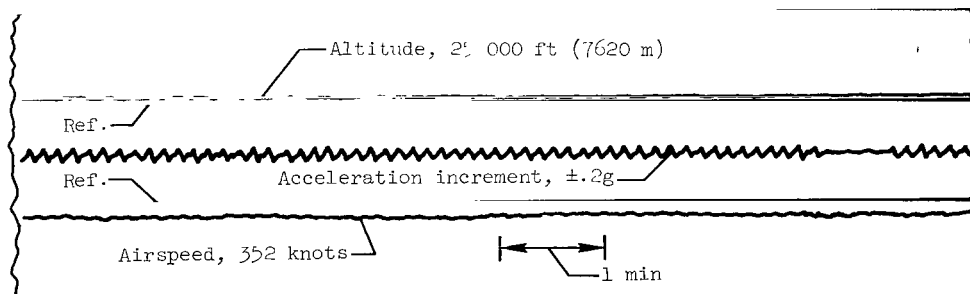 Altitude, 25 000 ft (7620 m)
Ref.
Ref.
Acceleration increment, ±.2g
Airspeed, 352 knots
1 min